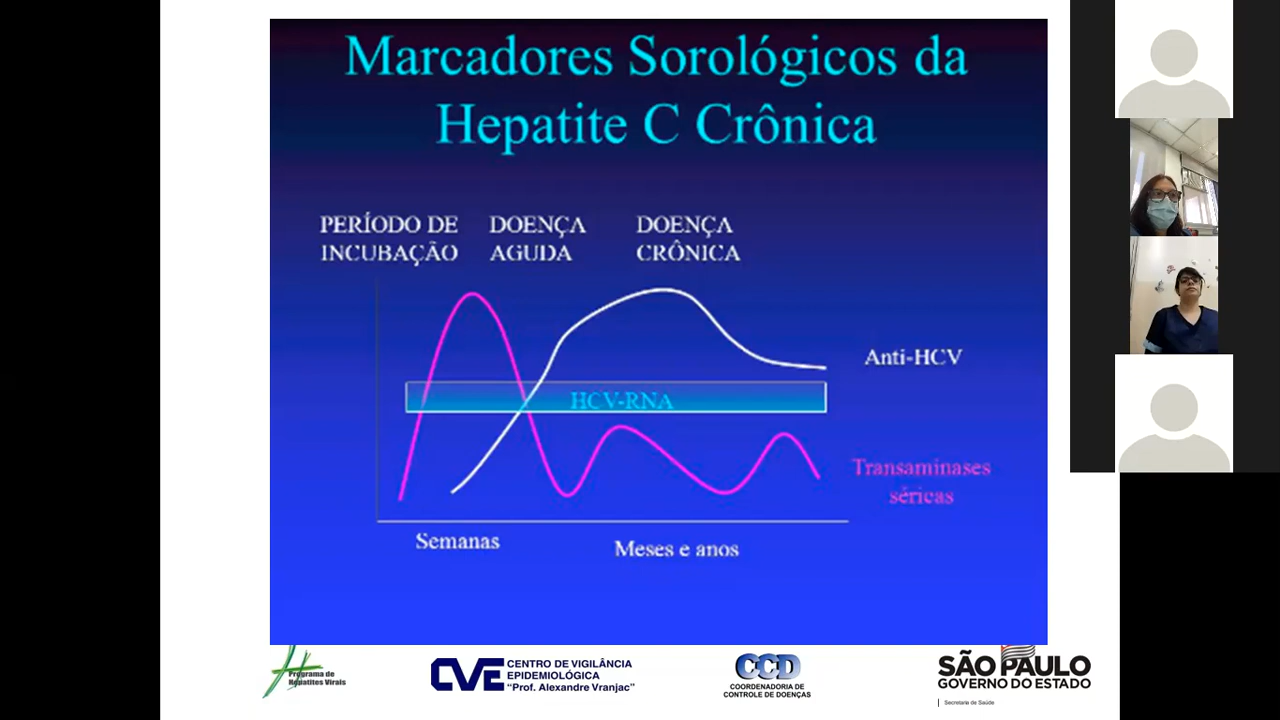 Marcadores Sorológicos da
Hepatite C Crônica
PERÍODO DE
INCUBAÇÃO
DOENÇA
AGUDA
DOENÇA
CRÔNICA
Anti-HCV
HCV-RNA
Transaminases
séricas
Semanas
Meses e anos
Programa de
Hepatites Virais
CVE
CENTRO DE VIGILÂNCIA
EPIDEMIOLÓGICA
“Prof. Alexandre Vranjac”
CCD
COORDENADORIA DE
CONTROLE DE DOENÇAS
SÃO PAULO
GOVERNO DO ESTADO
Secretaria de Saúde